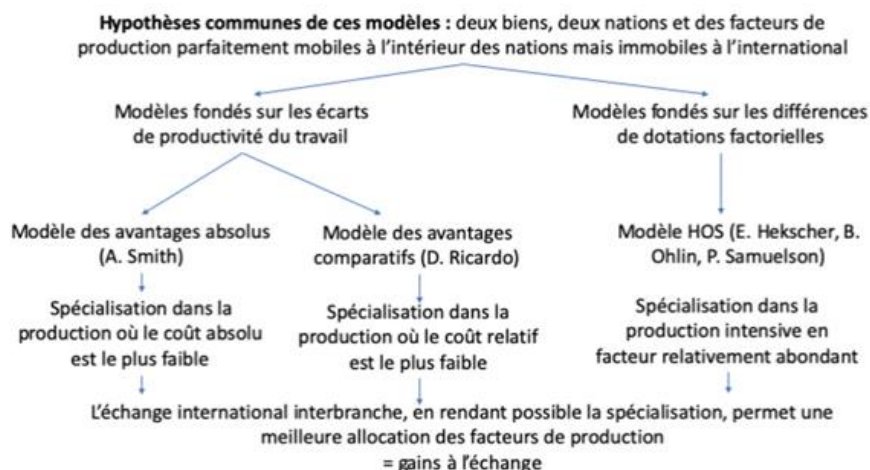 Hypothèses communes de ces modèles : deux biens, deux nations et des facteurs de
production parfaitement mobiles à l'intérieur des nations mais immobiles à l'international
Modèles fondés sur les écarts
de productivité du travail
Modèles fondés sur les différences
de dotations factorielles
Modèle des avantages absolus
(A. Smith)
Modèle des avantages
comparatifs (D. Ricardo)
Modèle HOS (E. Hekscher, B.
Ohlin, P. Samuelson)
Spécialisation dans la
production où le coût absolu
est le plus faible
Spécialisation dans la
production où le coût relatif
est le plus faible
Spécialisation dans la
production intensive en
facteur relativement abondant
L'échange international interbranche, en rendant possible la spécialisation, permet une
meilleure allocation des facteurs de production
= gains à l'échange